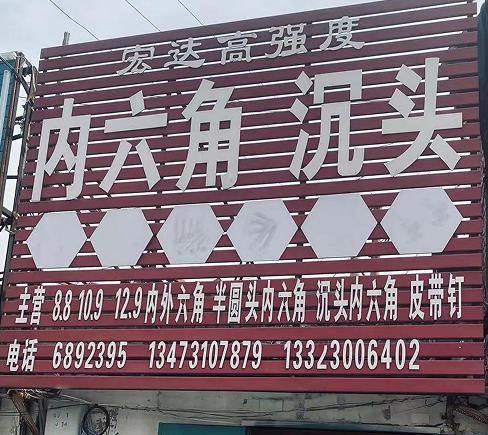 宏达高强度
内六角 沉头
主营 8.8 10.9 12.9 内外六角 半圆头内六角 沉头内六角 皮带钉
电话 6892395 13473107879 13323006402